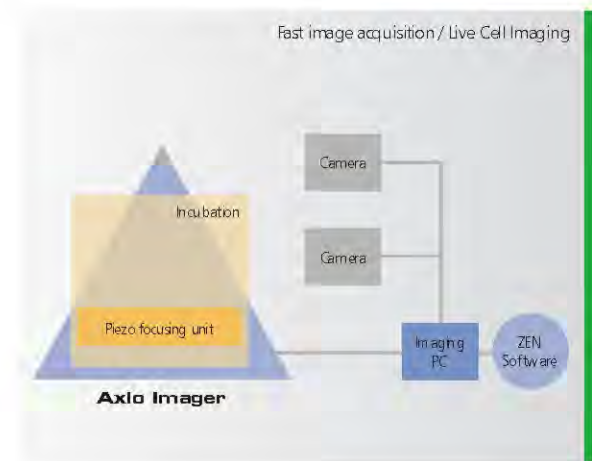 Fast image acquisition / Live Cell Imaging
Camera
Incubation
Camera
Piezo focusing unit
Imaging
PC
ZEN
Software
Axio Imager